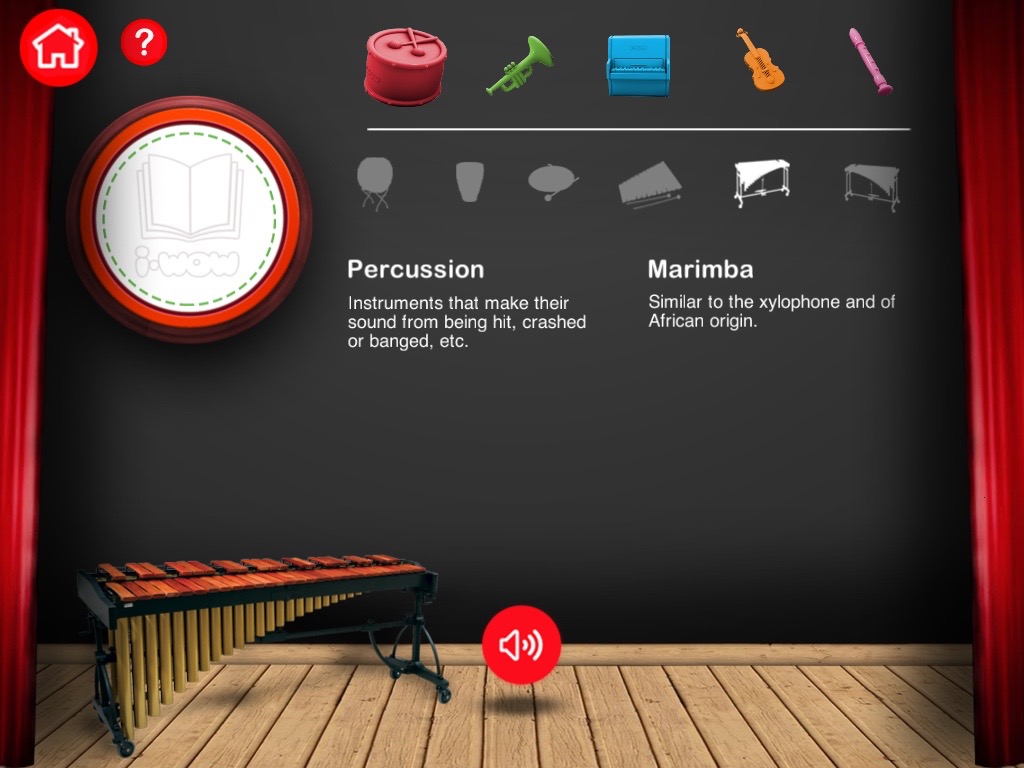 ?
i-wow
Percussion
Instruments that make their
sound from being hit, crashed
or banged, etc.
Marimba
Similar to the xylophone and of
African origin.